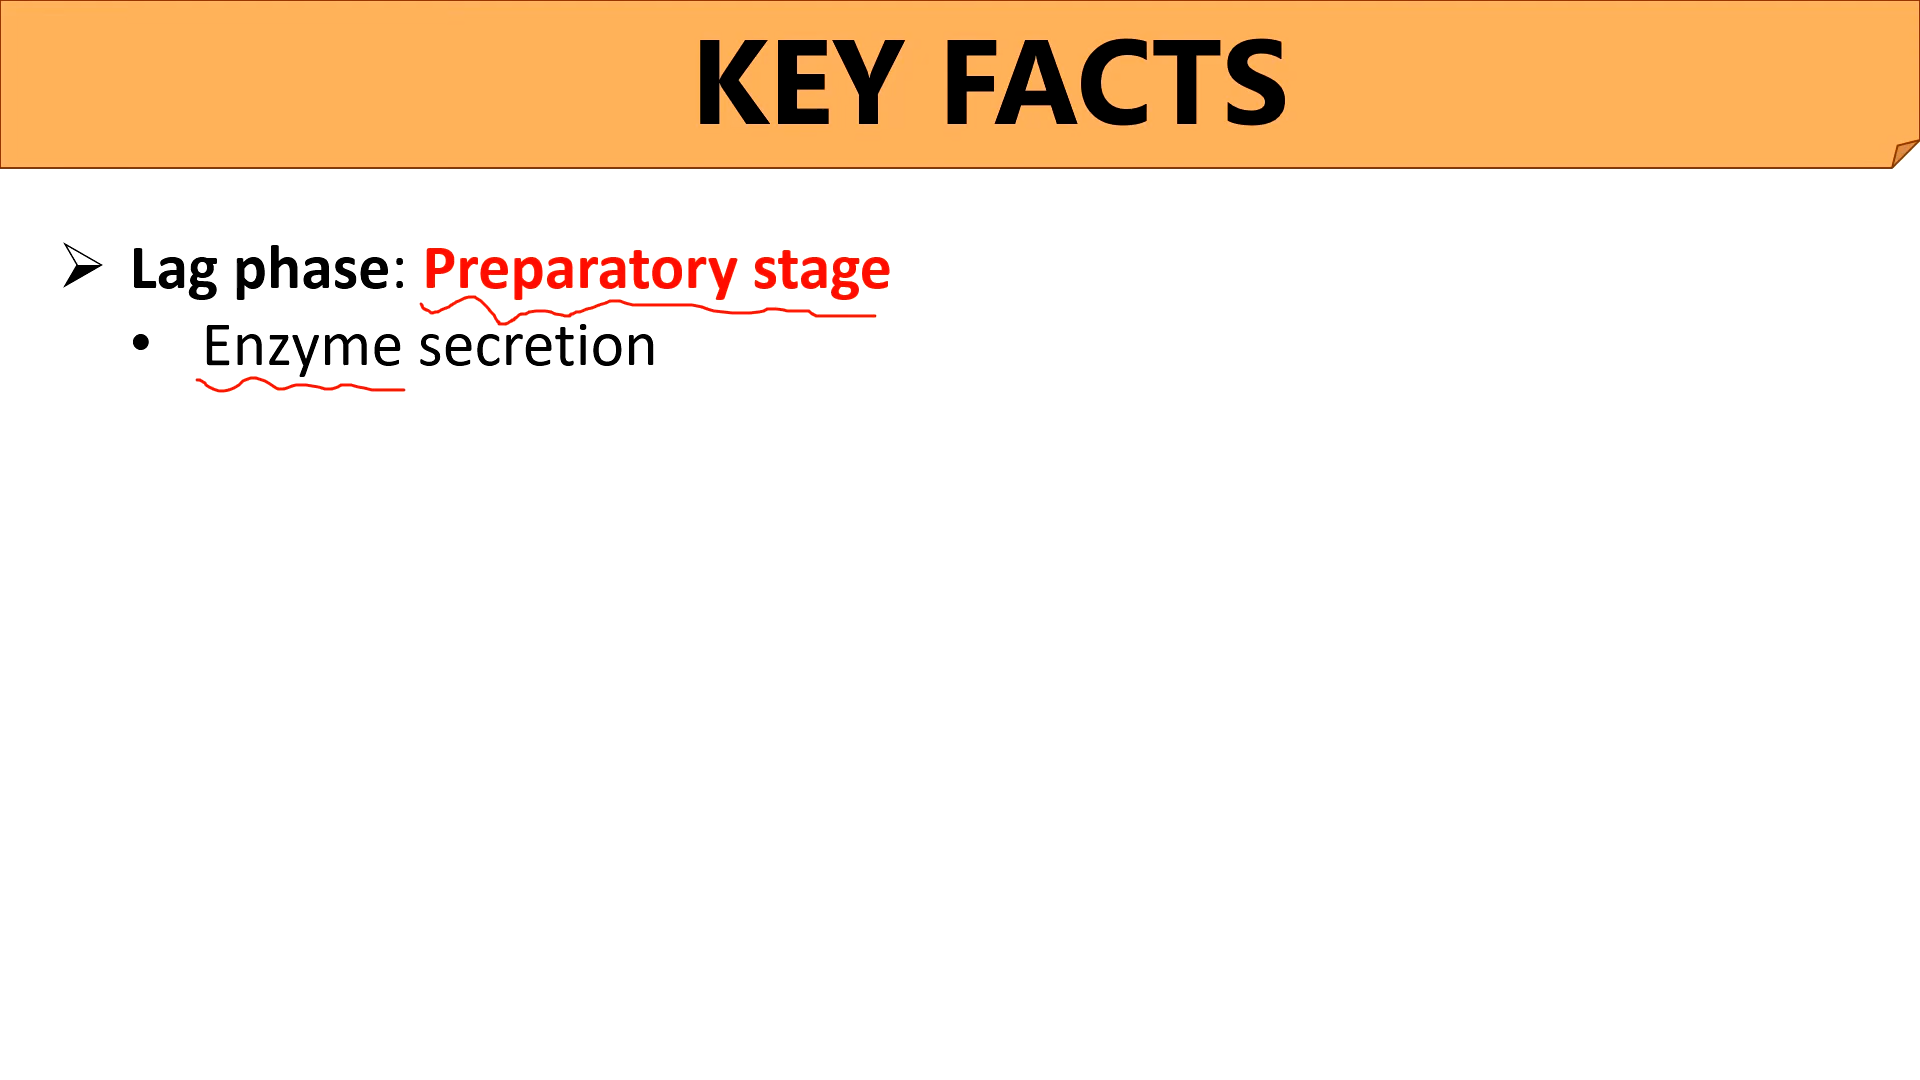 KEY FACTS
➢ Lag phase: Preparatory stage
• Enzyme secretion